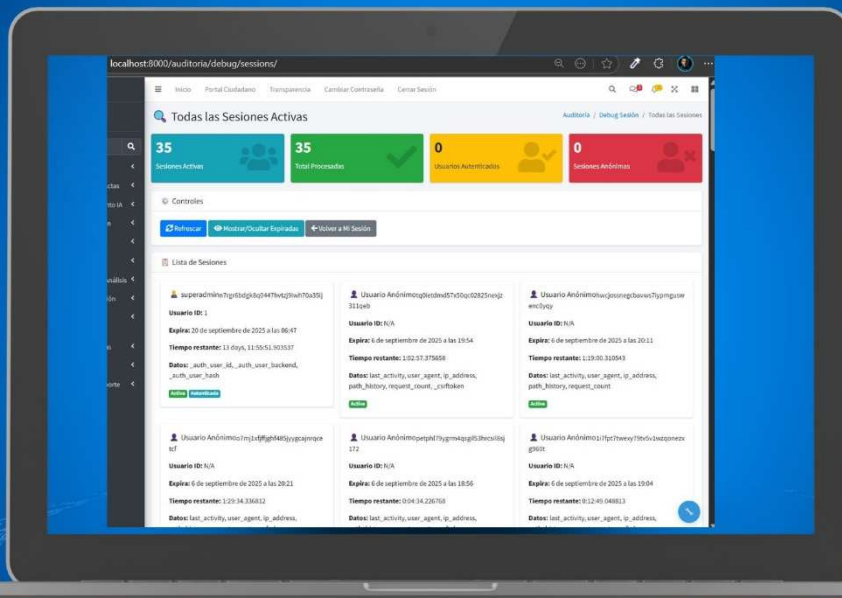 localhost:8000/auditoria/debug/sessions/
Inicio Portal Ciudadano Transparencia Cambiar Contraseña Cerrar Sesión
Todas las Sesiones Activas
Auditoría / Debug Sesión / Todas las Sesiones
35 35 0 0
Sesiones Activas Total Procesadas Usuarios Autenticados Sesiones Anónimas
Controles
Refrescar Mostrar/Ocultar Expiradas Volver a Mi Sesión
Lista de Sesiones
superadmin
Usuario ID: 1
Expira: 20 de septiembre de 2025 a las 06:47
Tiempo restante: 13 days, 11:55:51.903537
Datos: _auth_user_id, _auth_user_backend,
_auth_user_hash
Activa Autenticada
Usuario Anónimo
311qeb
Usuario ID: N/A
Expira: 6 de septiembre de 2025 a las 19:54
Tiempo restante: 1:02:57.375658
Datos: last_activity, user_agent, ip_address,
path_history, request_count, _csrftoken
Activa
Usuario Anónimo
Usuario ID: N/A
Expira: 6 de septiembre de 2025 a las 20:11
Tiempo restante: 1:19:00.310543
Datos: last_activity, user_agent, ip_address,
path_history, request_count
Activa
Usuario Anónimo
tcf
Usuario ID: N/A
Expira: 6 de septiembre de 2025 a las 20:21
Tiempo restante: 1:29:34.336812
Datos: last_activity, user_agent, ip_address,
Usuario Anónimo
172
Usuario ID: N/A
Expira: 6 de septiembre de 2025 a las 18:56
Tiempo restante: 0:04:34.226768
Datos: last_activity, user_agent, ip_address,
Usuario Anónimo
Usuario ID: N/A
Expira: 6 de septiembre de 2025 a las 19:04
Tiempo restante: 0:12:49.048813
Datos: last_activity, user_agent, ip_address,